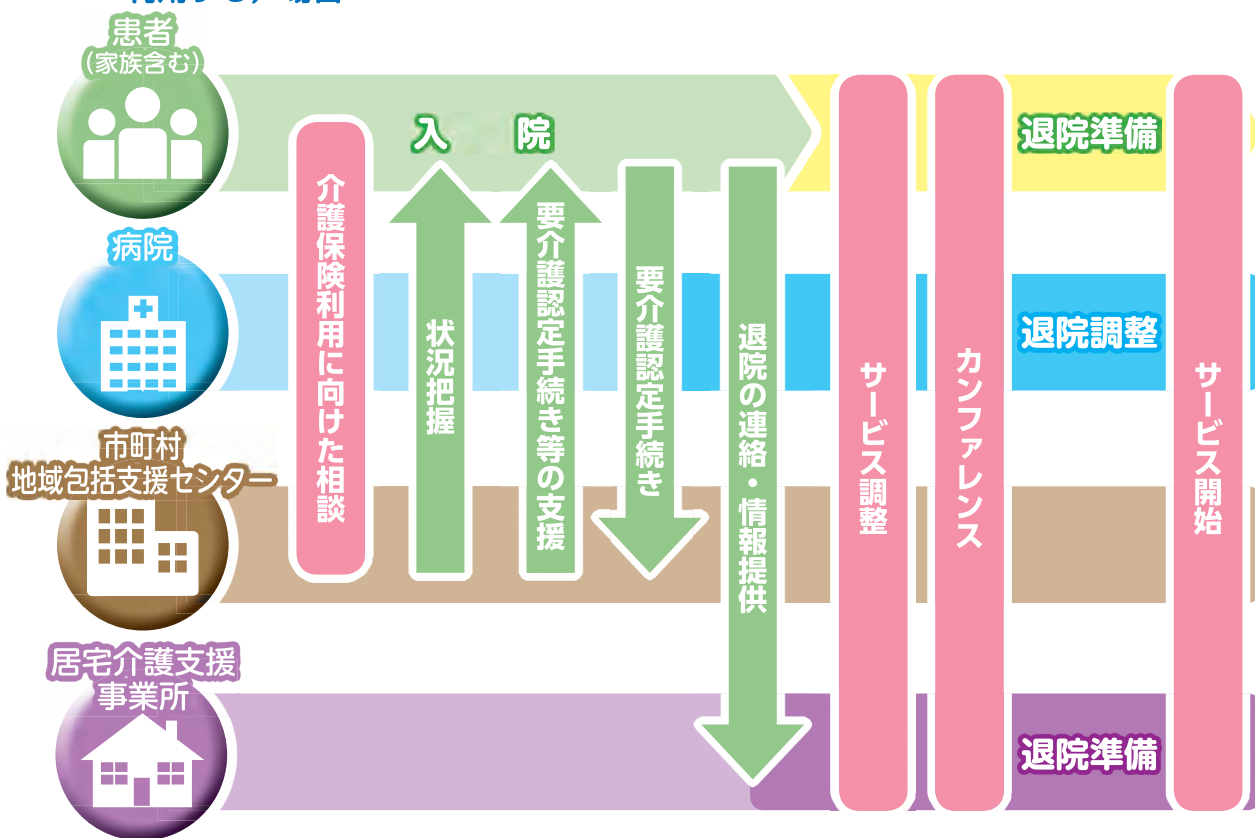 患者
（家族含む）
入院
退院準備
介護保険利用に向けた相談
状況把握
要介護認定手続き等の支援
要介護認定手続き
退院の連絡・情報提供
サービス調整
カンファレンス
サービス開始
病院
退院調整
市町村
地域包括支援センター
居宅介護支援
事業所
退院準備